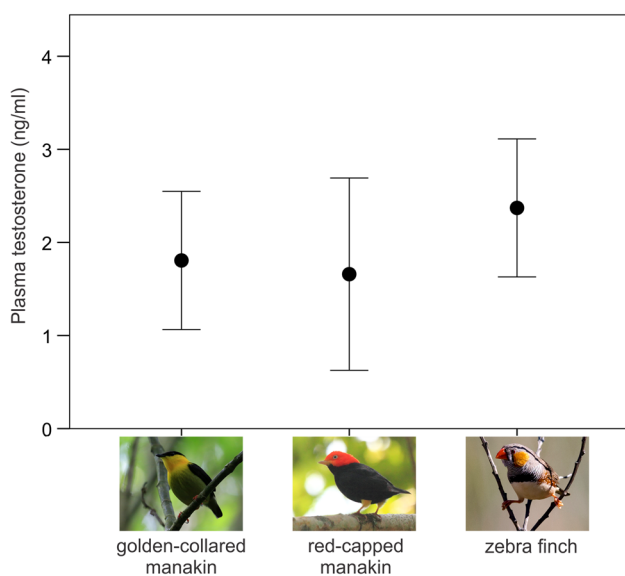 Plasma testosterone (ng/ml)
4
3
2
1
0
golden-collared
manakin
red-capped
manakin
zebra finch